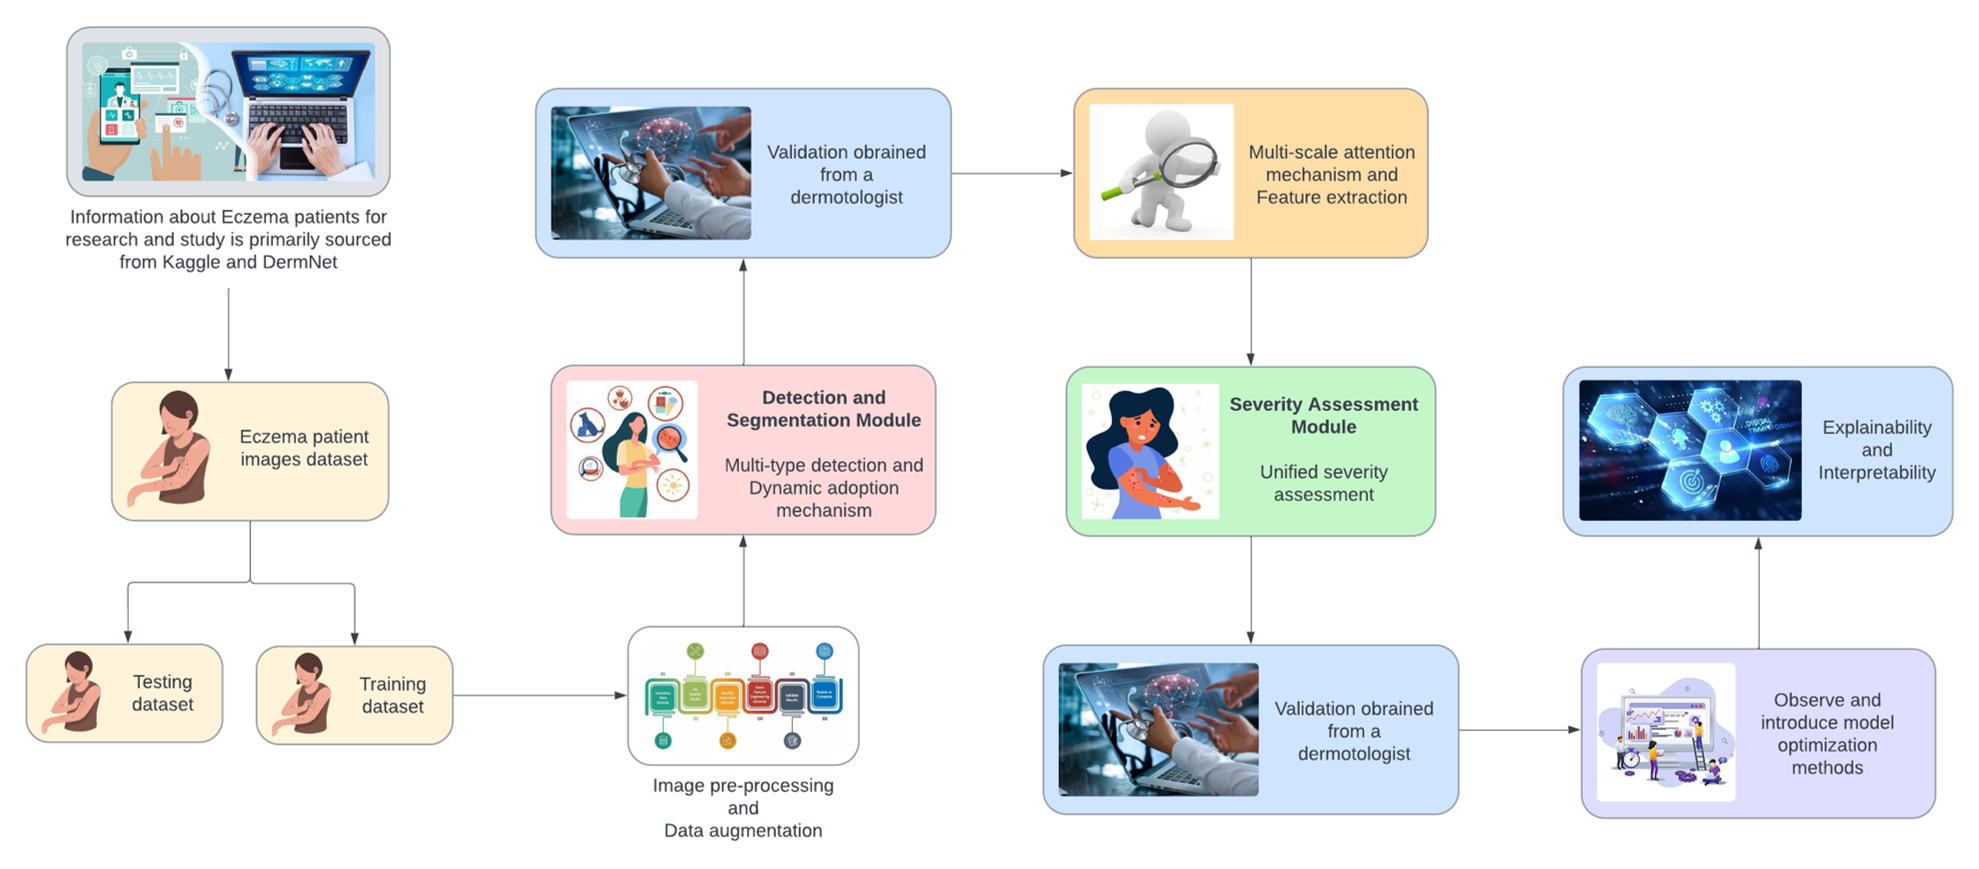 Information about Eczema patients for
research and study is primarily sourced
from Kaggle and DermNet
Eczema patient
images dataset
Testing
dataset
Training
dataset
Image pre-processing
and
Data augmentation
Detection and
Segmentation Module
Multi-type detection and
Dynamic adoption
mechanism
Validation obrained
from a
dermotologist
Multi-scale attention
mechanism and
Feature extraction
Severity Assessment
Module
Unified severity
assessment
Validation obrained
from a
dermotologist
Observe and
introduce model
optimization
methods
Explainability
and
Interpretability